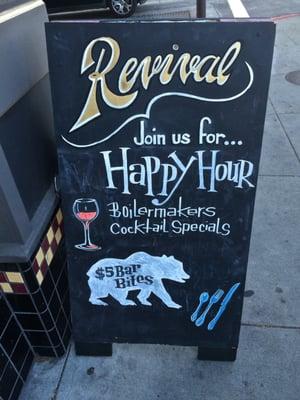 Revival
Join us for...
Happy Hour
Boilermakers
Cocktail Specials
$5 Bar
Bites